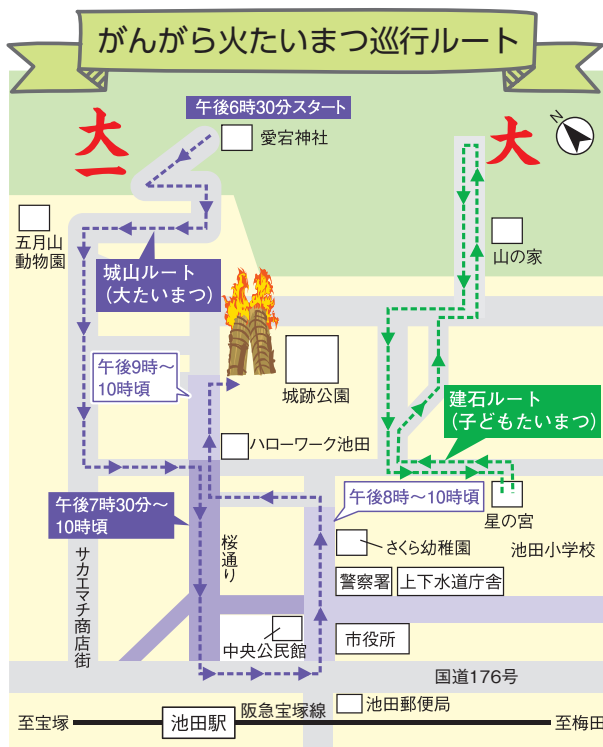 がんがら火たいまつ巡行ルート
午後6時30分スタート
愛宕神社
大
一
大
N
五月山
動物園
山の家
城山ルート
(大たいまつ)
午後9時〜
10時頃
城跡公園
建石ルート
(子どもたいまつ)
ハローワーク池田
午後7時30分〜
10時頃
午後8時〜10時頃
星の宮
桜通り
さくら幼稚園
池田小学校
サカエマチ商店街
警察署
上下水道庁舎
中央公民館
市役所
国道176号
池田郵便局
阪急宝塚線
至宝塚
池田駅
至梅田